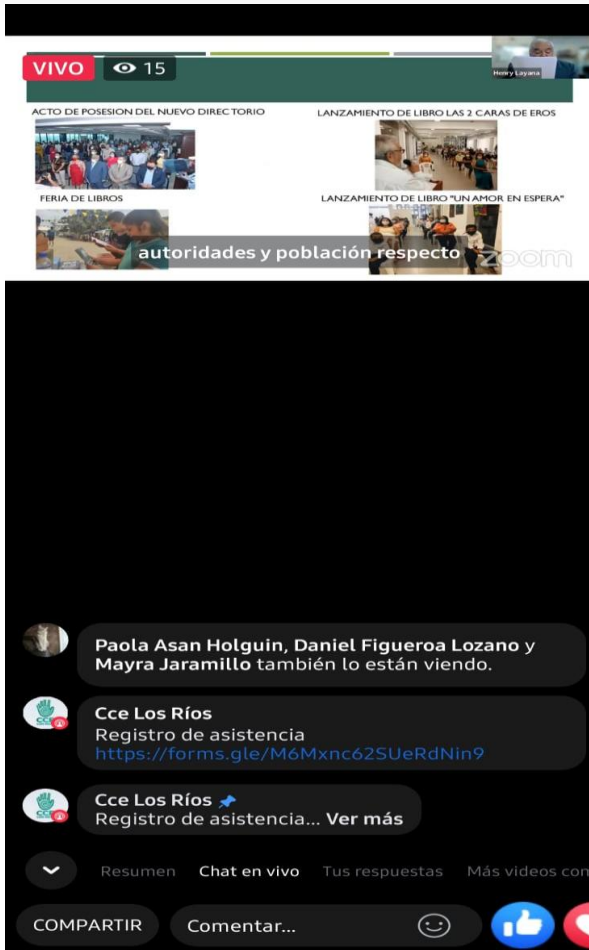 VIVO 15
Henry Layana
ACTO DE POSESION DEL NUEVO DIRECTORIO
LANZAMIENTO DE LIBRO LAS 2 CARAS DE EROS
FERIA DE LIBROS
LANZAMIENTO DE LIBRO "UN AMOR EN ESPERA"
autoridades y población respecto
zoom
Paola Asan Holguin, Daniel Figueroa Lozano y
Mayra Jaramillo también lo están viendo.
Cce Los Ríos
Registro de asistencia
https://forms.gle/M6Mxnc62SUeRdNin9
Cce Los Ríos
Registro de asistencia... Ver más
Resumen Chat en vivo Tus respuestas Más videos con
COMPARTIR Comentar...